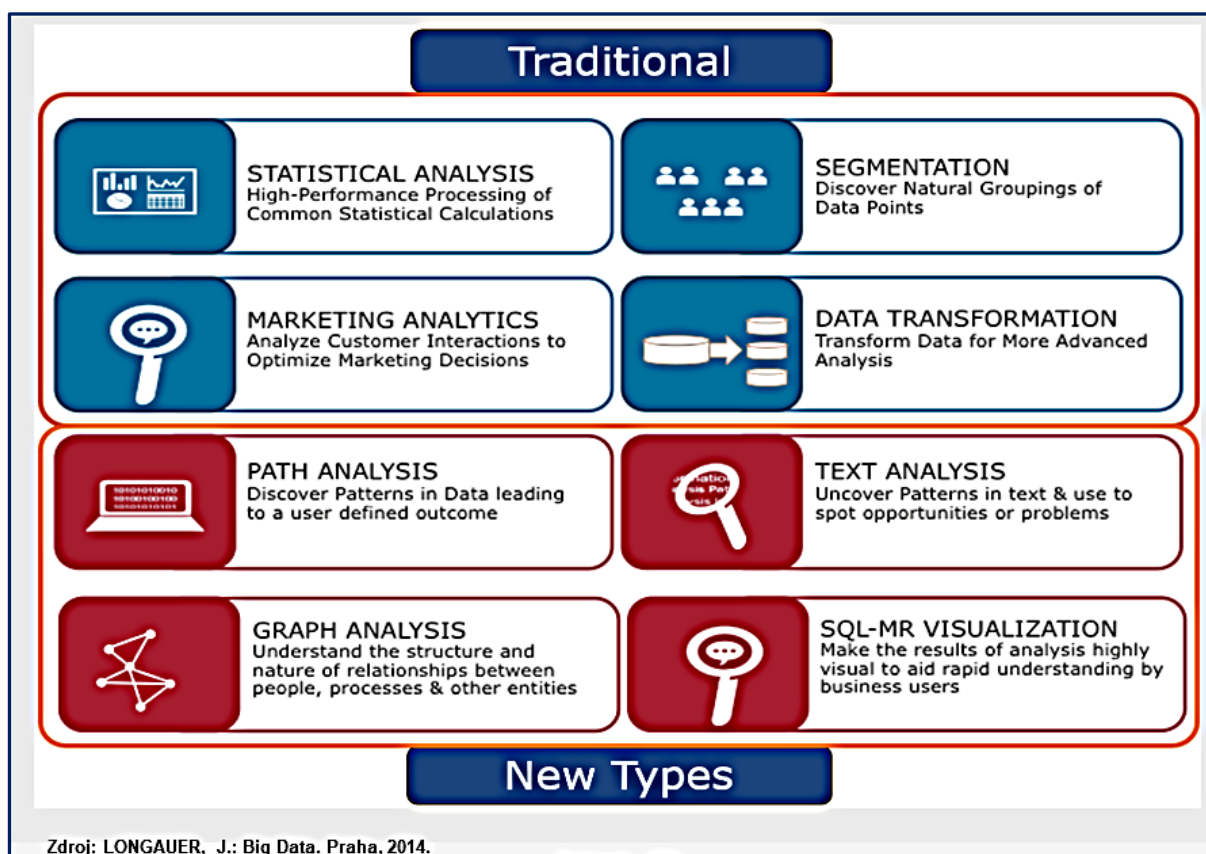 Traditional
STATISTICAL ANALYSIS
High-Performance Processing of
Common Statistical Calculations
SEGMENTATION
Discover Natural Groupings of
Data Points
MARKETING ANALYTICS
Analyze Customer Interactions to
Optimize Marketing Decisions
DATA TRANSFORMATION
Transform Data for More Advanced
Analysis
10101010010
10100100100
10101010101
PATH ANALYSIS
Discover Patterns in Data leading
to a user defined outcome
TEXT ANALYSIS
Uncover Patterns in text & use to
spot opportunities or problems
GRAPH ANALYSIS
Understand the structure and
nature of relationships between
people, processes & other entities
SQL-MR VISUALIZATION
Make the results of analysis highly
visual to aid rapid understanding by
business users
New Types
Zdroj: LONGAUER, J.: Big Data. Praha, 2014.